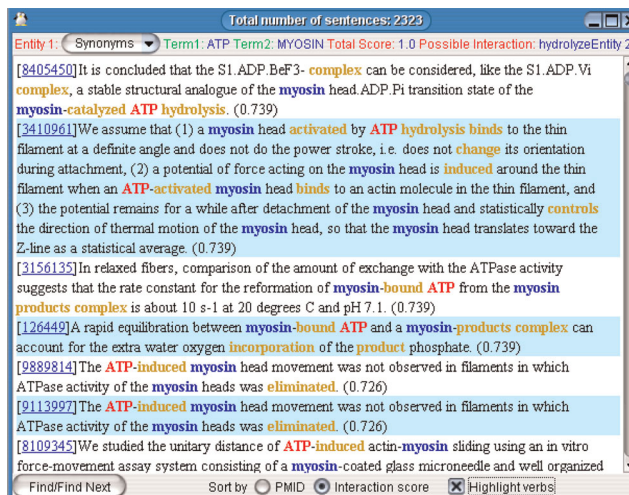 Total number of sentences: 2323
Entity 1: Synonyms Term1: ATP Term2: MYOSIN Total Score: 1.0 Possible Interaction: hydrolyzeEntity 2
[8405450]It is concluded that the S1.ADP.BeF3- complex can be considered, like the S1.ADP.Vi
complex, a stable structural analogue of the myosin head.ADP.Pi transition state of the
myosin-catalyzed ATP hydrolysis. (0.739)
[3410961]We assume that (1) a myosin head activated by ATP hydrolysis binds to the thin
filament at a definite angle and does not do the power stroke, i.e. does not change its orientation
during attachment, (2) a potential of force acting on the myosin head is induced around the thin
filament when an ATP-activated myosin head binds to an actin molecule in the thin filament, and
(3) the potential remains for a while after detachment of the myosin head and statistically controls
the direction of thermal motion of the myosin head, so that the myosin head translates toward the
Z-line as a statistical average. (0.739)
[3156135]In relaxed fibers, comparison of the amount of exchange with the ATPase activity
suggests that the rate constant for the reformation of myosin-bound ATP from the myosin
products complex is about 10 s-1 at 20 degrees C and pH 7.1. (0.739)
[126449]A rapid equilibration between myosin-bound ATP and a myosin-products complex can
account for the extra water oxygen incorporation of the product phosphate. (0.739)
[9889814]The ATP-induced myosin head movement was not observed in filaments in which
ATPase activity of the myosin heads was eliminated. (0.726)
[9113997]The ATP-induced myosin head movement was not observed in filaments in which
ATPase activity of the myosin heads was eliminated. (0.726)
[8109345]We studied the unitary distance of ATP-induced actin-myosin sliding using an in vitro
force-movement assay system consisting of a myosin-coated glass microneedle and well organized
Find/Find Next Sort by PMID Interaction score Highlight verbs